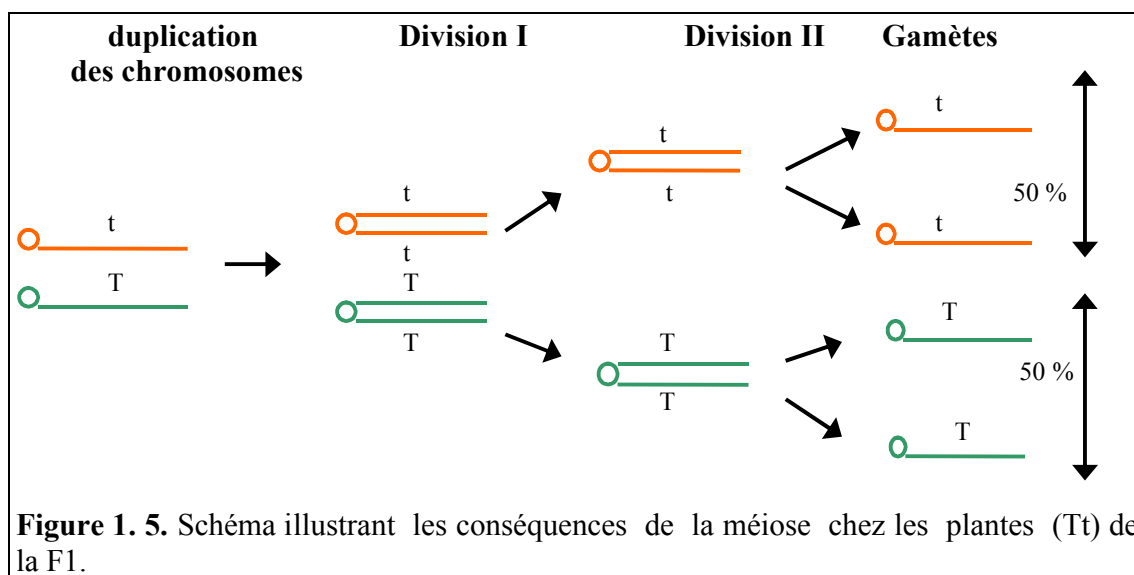 duplication
des chromosomes
Division I
Division II
Gamètes
t
t
t
t
t
t
t
50 %
T
T
T
T
T
T
T
50 %
Figure 1. 5. Schéma illustrant les conséquences de la méiose chez les plantes (Tt) de
la F1.